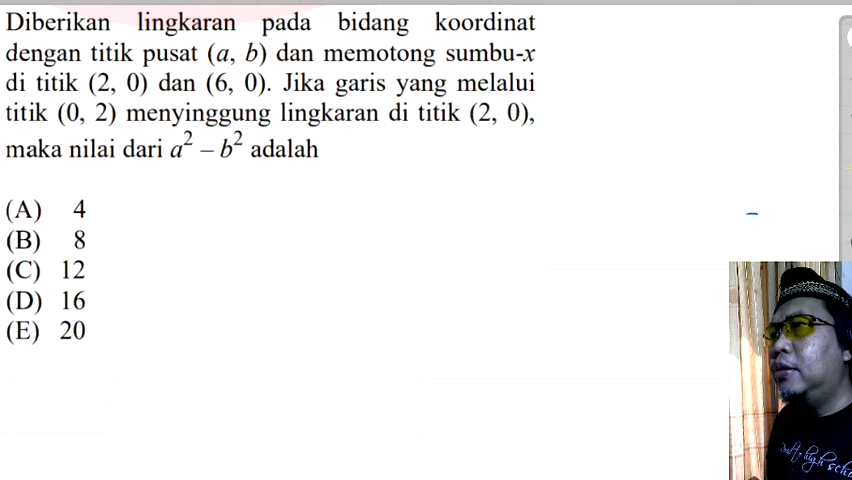 Diberikan lingkaran pada bidang koordinat
dengan titik pusat (a, b) dan memotong sumbu-x
di titik (2, 0) dan (6, 0). Jika garis yang melalui
titik (0, 2) menyinggung lingkaran di titik (2, 0),
maka nilai dari a² – b² adalah
(A) 4
(B) 8
(C) 12
(D) 16
(E) 20